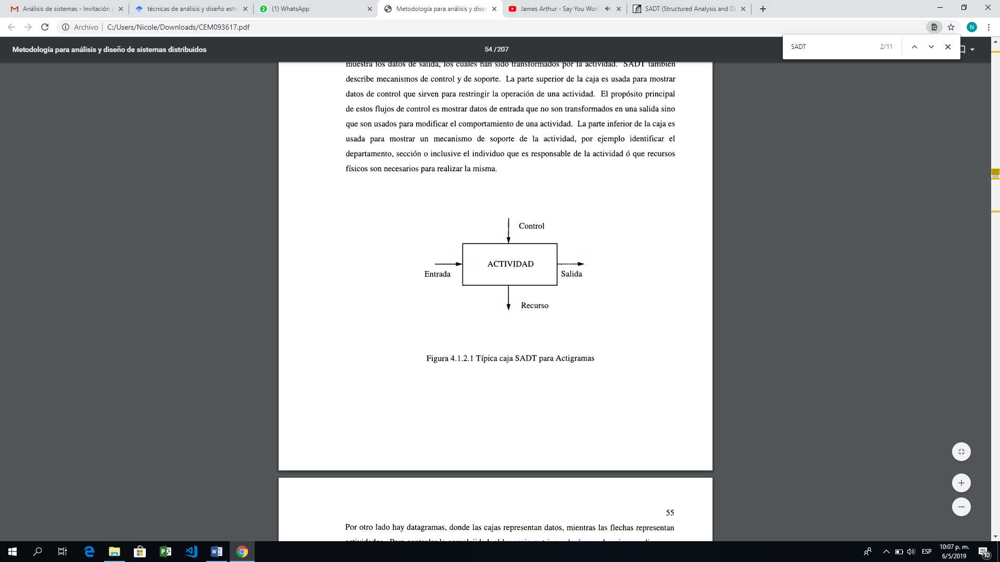 Análisis de sistemas - Invitación
técnicas de análisis y diseño estr
(1) WhatsApp
Metodología para análisis y diseñ
James Arthur - Say You Won'
SADT (Structured Analysis and De
Archivo
C:/Users/Nicole/Downloads/CEM093617.pdf
N
Metodología para análisis y diseño de sistemas distribuidos
54 / 207
SADT
2/11
muestra los datos de salida, los cuales han sido transformados por la actividad. SADT también
describe mecanismos de control y de soporte. La parte superior de la caja es usada para mostrar
datos de control que sirven para restringir la operación de una actividad. El propósito principal
de estos flujos de control es mostrar datos de entrada que no son transformados en una salida sino
que son usados para modificar el comportamiento de una actividad. La parte inferior de la caja es
usada para mostrar un mecanismo de soporte de la actividad, por ejemplo identificar el
departamento, sección o inclusive el individuo que es responsable de la actividad ó que recursos
físicos son necesarios para realizar la misma.
Control
ACTIVIDAD
Entrada
Salida
Recurso
Figura 4.1.2.1 Típica caja SADT para Actigramas
55
Por otro lado hay datagramas, donde las cajas representan datos, mientras las flechas representan
ESP
10:07 p. m.
6/5/2019
10